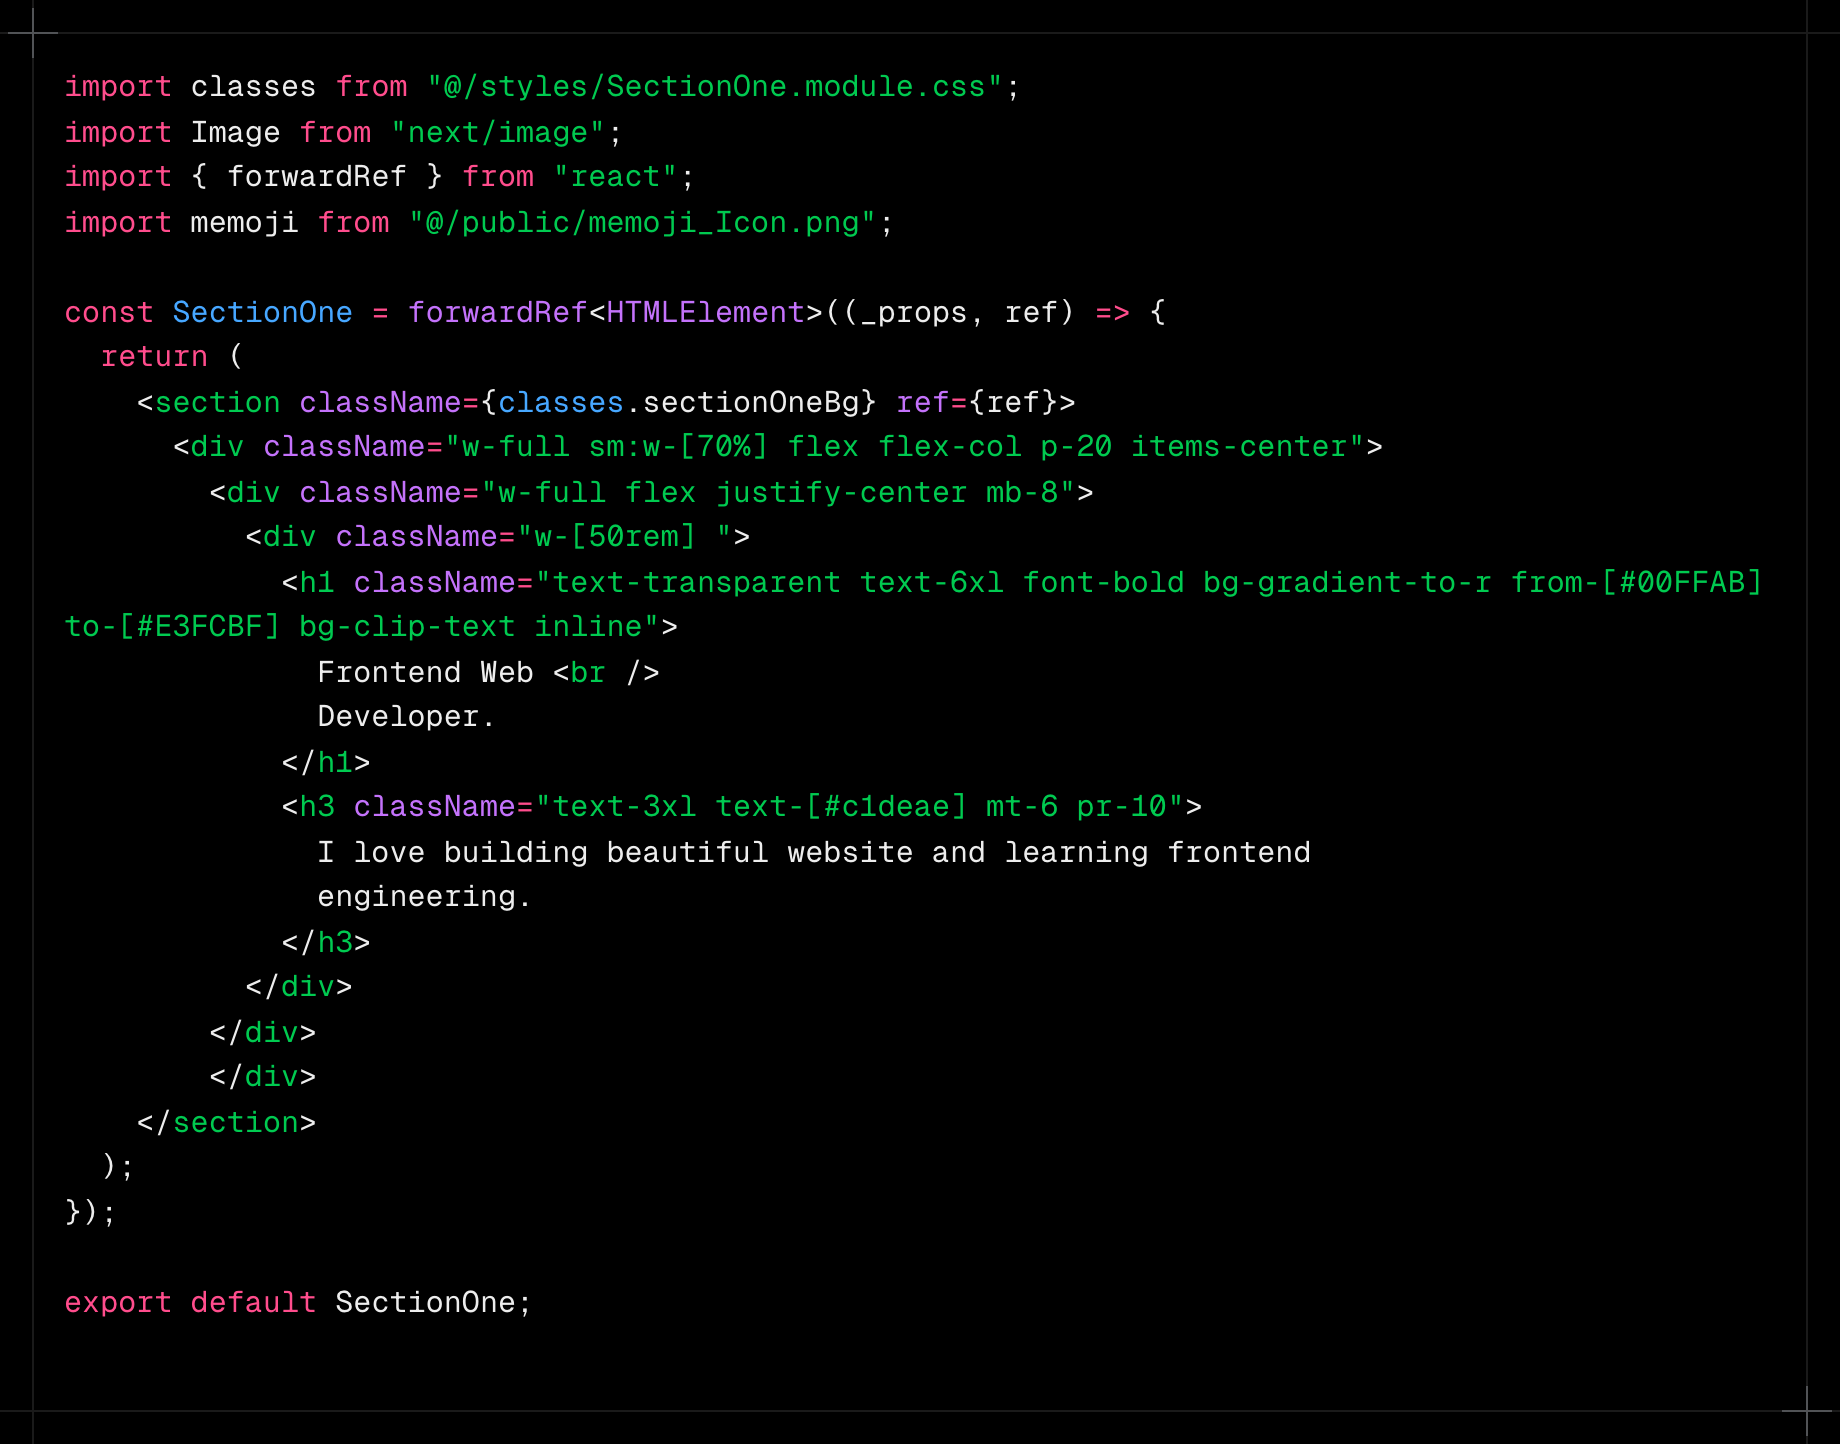 import classes from "@/styles/SectionOne.module.css";
import Image from "next/image";
import { forwardRef } from "react";
import memoji from "@/public/memoji_Icon.png";

const SectionOne = forwardRef<HTMLElement>((_props, ref) => {
  return (
    <section className={classes.sectionOneBg} ref={ref}>
      <div className="w-full sm:w-[70%] flex flex-col p-20 items-center">
        <div className="w-full flex justify-center mb-8">
          <div className="w-[50rem] ">
            <h1 className="text-transparent text-6xl font-bold bg-gradient-to-r from-[#00FFAB]
to-[#E3FCBF] bg-clip-text inline">
              Frontend Web <br />
              Developer.
            </h1>
            <h3 className="text-3xl text-[#c1deae] mt-6 pr-10">
              I love building beautiful website and learning frontend
              engineering.
            </h3>
          </div>
        </div>
        </div>
    </section>
  );
});

export default SectionOne;